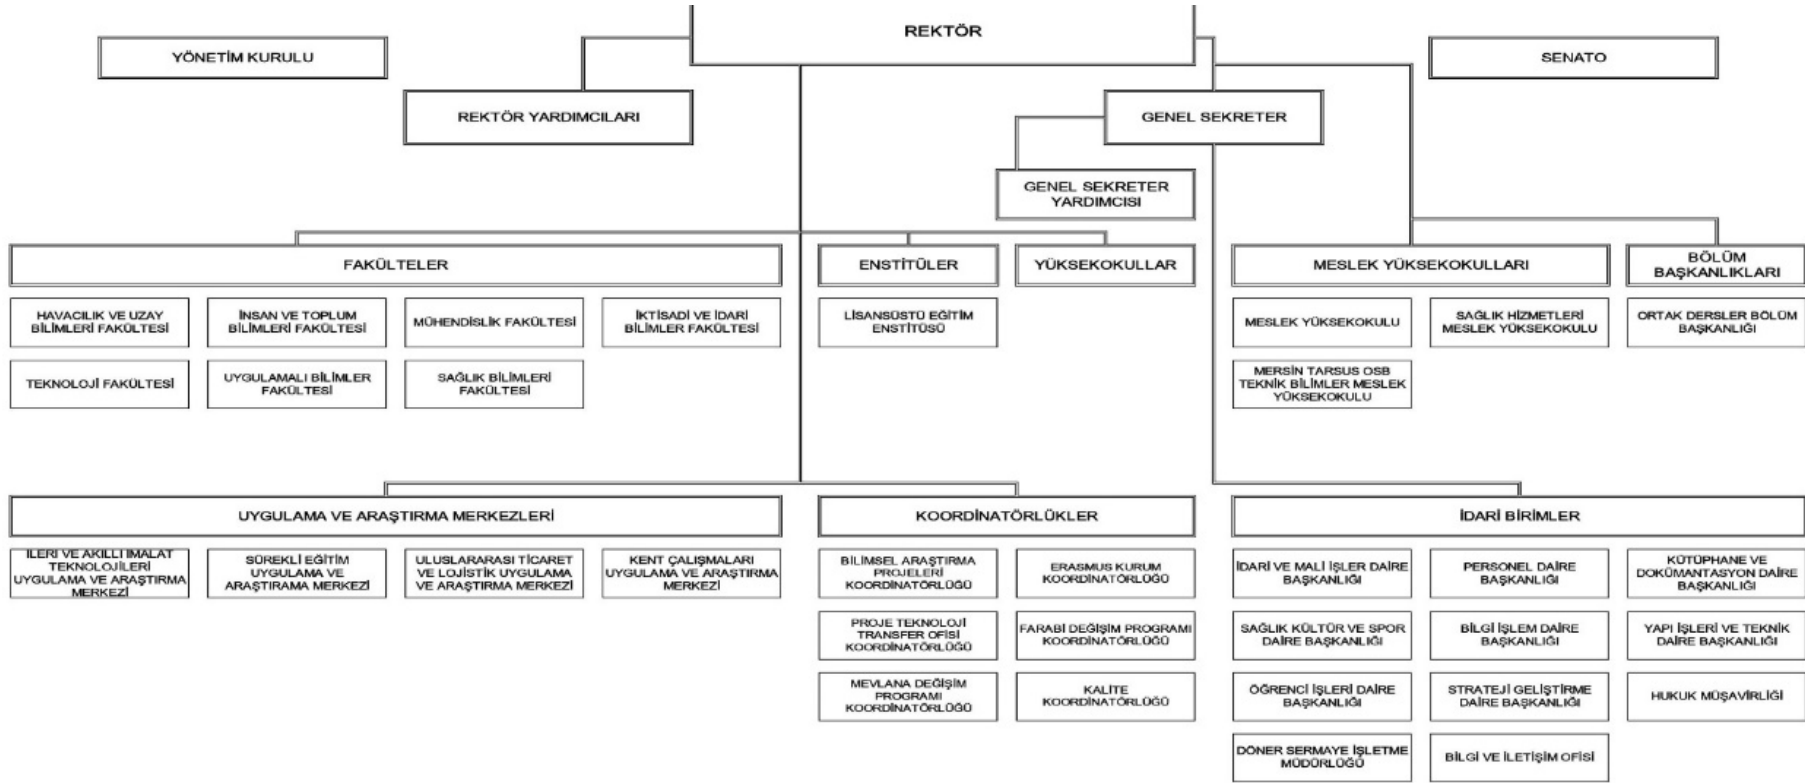 REKTÖR
YÖNETİM KURULU
SENATO
REKTÖR YARDIMCILARI
GENEL SEKRETER
GENEL SEKRETER
YARDIMCISI
FAKÜLTELER
ENSTİTÜLER
YÜKSEKOKULLAR
MESLEK YÜKSEKOKULLARI
BÖLÜM
BAŞKANLIKLARI
HAVACILIK VE UZAY
BİLİMLERİ FAKÜLTESİ
İNSAN VE TOPLUM
BİLİMLERİ FAKÜLTESİ
MÜHENDİSLİK FAKÜLTESİ
İKTİSADİ VE İDARİ
BİLİMLER FAKÜLTESİ
LİSANSÜSTÜ EĞİTİM
ENSTİTÜSÜ
MESLEK YÜKSEKOKULU
SAĞLIK HİZMETLERİ
MESLEK YÜKSEKOKULU
ORTAK DERSLER BÖLÜM
BAŞKANLIĞI
TEKNOLOJİ FAKÜLTESİ
UYGULAMALI BİLİMLER
FAKÜLTESİ
SAĞLIK BİLİMLERİ
FAKÜLTESİ
MERSİN TARSUS OSB
TEKNİK BİLİMLER MESLEK
YÜKSEKOKULU
UYGULAMA VE ARAŞTIRMA MERKEZLERİ
KOORDİNATÖRLÜKLER
İDARİ BİRİMLER
İLERİ VE AKILLI İMALAT
TEKNOLOJİLERİ
UYGULAMA VE ARAŞTIRMA
MERKEZİ
SÜREKLİ EĞİTİM
UYGULAMA VE
ARAŞTIRAMA MERKEZİ
ULUSLARARASI TİCARET
VE LOJİSTİK UYGULAMA
VE ARAŞTIRMA MERKEZİ
KENT ÇALIŞMALARI
UYGULAMA VE ARAŞTIRMA
MERKEZİ
BİLİMSEL ARAŞTIRMA
PROJELERİ
KOORDİNATÖRLÜĞÜ
ERASMUS KURUM
KOORDİNATÖRLÜĞÜ
İDARİ VE MALİ İŞLER DAİRE
BAŞKANLIĞI
PERSONEL DAİRE
BAŞKANLIĞI
KÜTÜPHANE VE
DOKÜMANTASYON DAİRE
BAŞKANLIĞI
PROJE TEKNOLOJİ
TRANSFER OFİSİ
KOORDİNATÖRLÜĞÜ
FARABİ DEĞİŞİM PROGRAMI
KOORDİNATÖRLÜĞÜ
SAĞLIK KÜLTÜR VE SPOR
DAİRE BAŞKANLIĞI
BİLGİ İŞLEM DAİRE
BAŞKANLIĞI
YAPI İŞLERİ VE TEKNİK
DAİRE BAŞKANLIĞI
MEVLANA DEĞİŞİM
PROGRAMI
KOORDİNATÖRLÜĞÜ
KALİTE
KOORDİNATÖRLÜĞÜ
ÖĞRENCİ İŞLERİ DAİRE
BAŞKANLIĞI
STRATEJİ GELİŞTİRME
DAİRE BAŞKANLIĞI
HUKUK MÜŞAVİRLİĞİ
DÖNER SERMAYE İŞLETME
MÜDÜRLÜĞÜ
BİLGİ VE İLETİŞİM OFİSİ